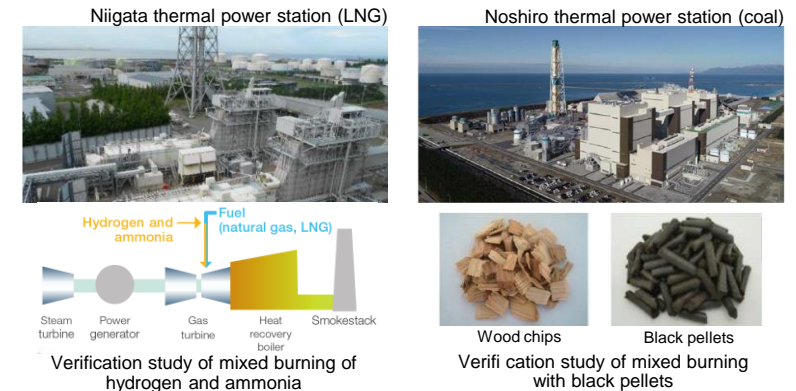 Niigata thermal power station (LNG)
Hydrogen and
ammonia
Fuel
(natural gas, LNG)
Steam
turbine
Power
generator
Gas
turbine
Heat
recovery
boiler
Smokestack
Verification study of mixed burning of
hydrogen and ammonia
Noshiro thermal power station (coal)
Wood chips
Black pellets
Verifi cation study of mixed burning
with black pellets